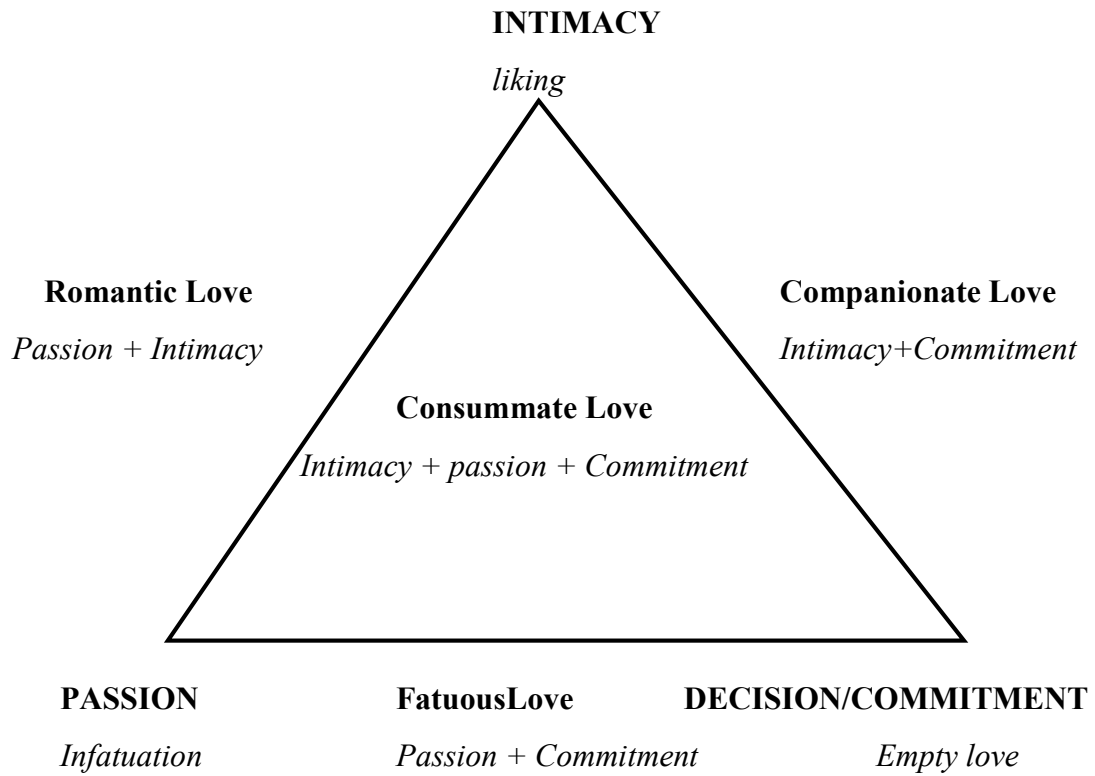 INTIMACY
liking
Romantic Love
Passion + Intimacy
Companionate Love
Intimacy+Commitment
Consummate Love
Intimacy + passion + Commitment
PASSION
Infatuation
FatuousLove
Passion + Commitment
DECISION/COMMITMENT
Empty love